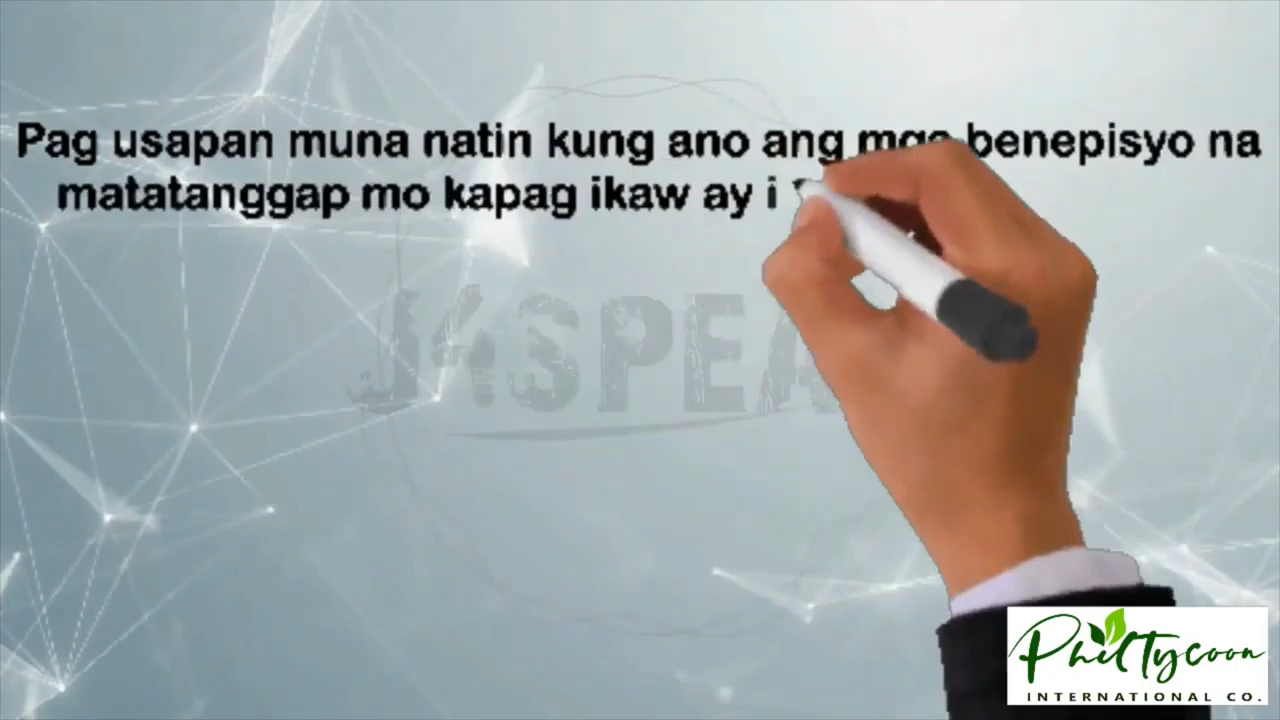 Pag usapan muna natin kung ano ang mga benepisyo na
matatanggap mo kapag ikaw ay i
PhilTycoon
INTERNATIONAL CO.